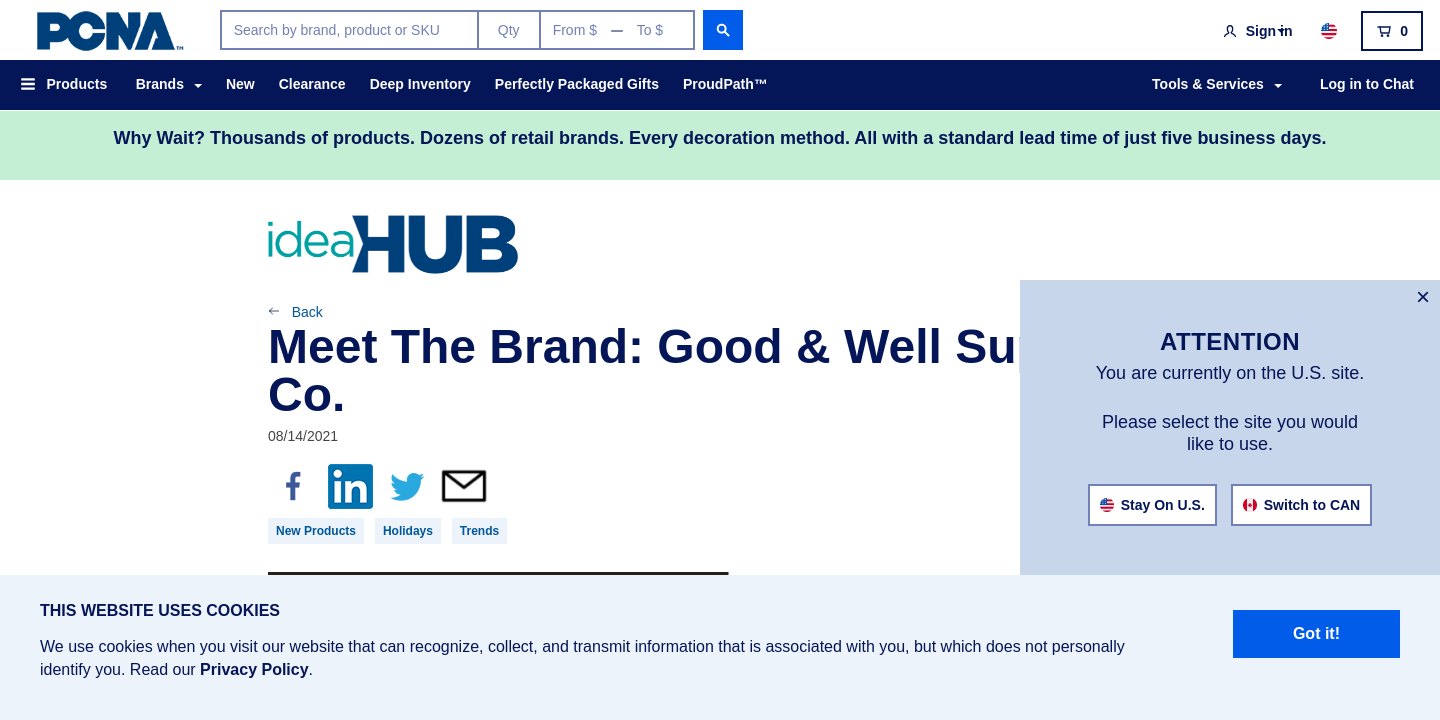 PCNA™
Search by brand, product or SKU
Qty
From $ — To $
Sign In
0
Products
Brands
New
Clearance
Deep Inventory
Perfectly Packaged Gifts
ProudPath™
Tools & Services
Log in to Chat
Why Wait? Thousands of products. Dozens of retail brands. Every decoration method. All with a standard lead time of just five business days.
ideaHUB
Back
Meet The Brand: Good & Well
Co.
08/14/2021
New Products
Holidays
Trends
×
ATTENTION
You are currently on the U.S. site.
Please select the site you would
like to use.
Stay On U.S.
Switch to CAN
THIS WEBSITE USES COOKIES
We use cookies when you visit our website that can recognize, collect, and transmit information that is associated with you, but which does not personally
identify you. Read our Privacy Policy.
Got it!